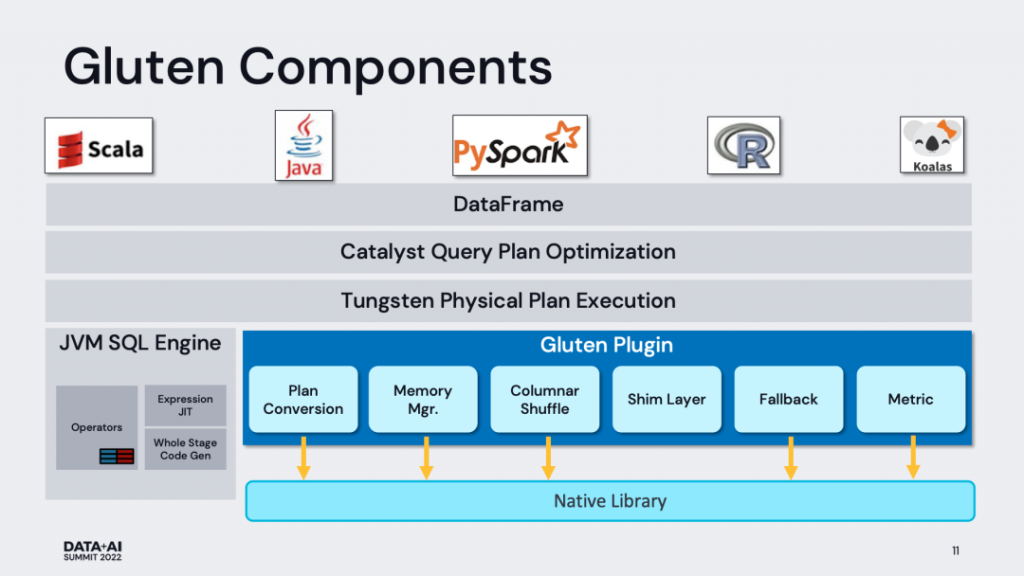 Gluten Components
Scala
Java
PySpark
R
Koalas
DataFrame
Catalyst Query Plan Optimization
Tungsten Physical Plan Execution
JVM SQL Engine
Operators
Expression
JIT
Whole Stage
Code Gen
Gluten Plugin
Plan
Conversion
Memory
Mgr.
Columnar
Shuffle
Shim Layer
Fallback
Metric
Native Library
DATA+AI
SUMMIT 2022
11